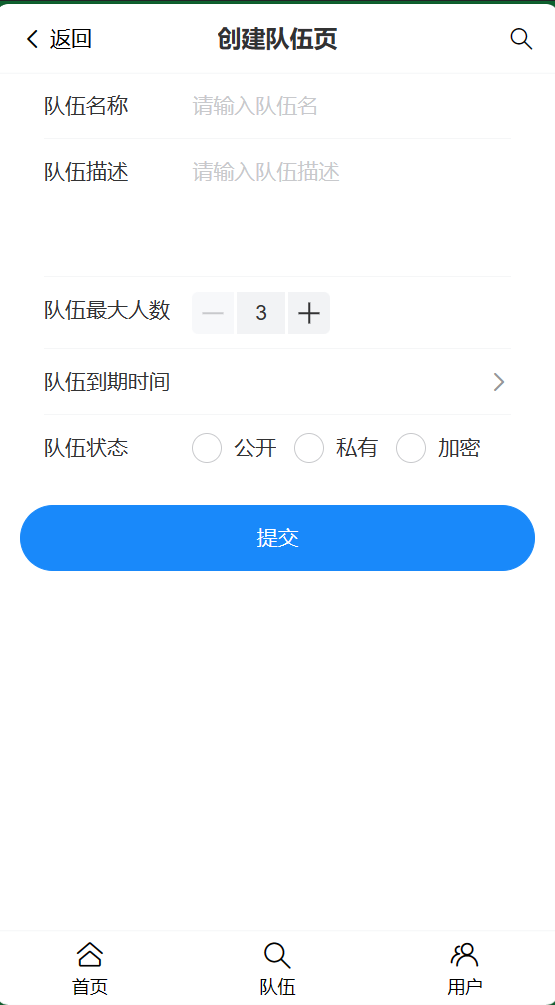 返回 创建队伍页
队伍名称 请输入队伍名
队伍描述 请输入队伍描述
队伍最大人数 3
队伍到期时间
队伍状态 公开 私有 加密
提交
首页 队伍 用户